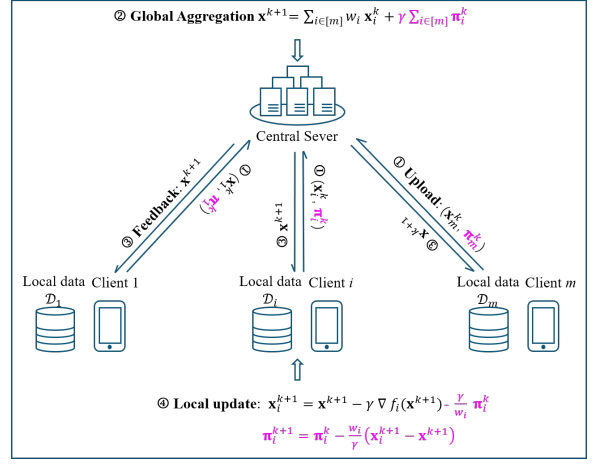 ② Global Aggregation x^{k+1} = ∑_{i∈[m]} w_i x_i^k + γ ∑_{i∈[m]} π_i^k
Central Sever
③ Feedback: x^{k+1}
① (x_1^k, π_1^k)
③ x^{k+1}
① (x_i^k, π_i^k)
① Upload: (x_m^k, π_m^k)
③ x^{k+1}
Local data Client 1
𝒟_1
Local data Client i
𝒟_i
Local data Client m
𝒟_m
④ Local update: x_i^{k+1} = x^{k+1} − γ ∇ f_i(x^{k+1}) - γ/w_i π_i^k
π_i^{k+1} = π_i^k − w_i/γ (x_i^{k+1} − x^{k+1})